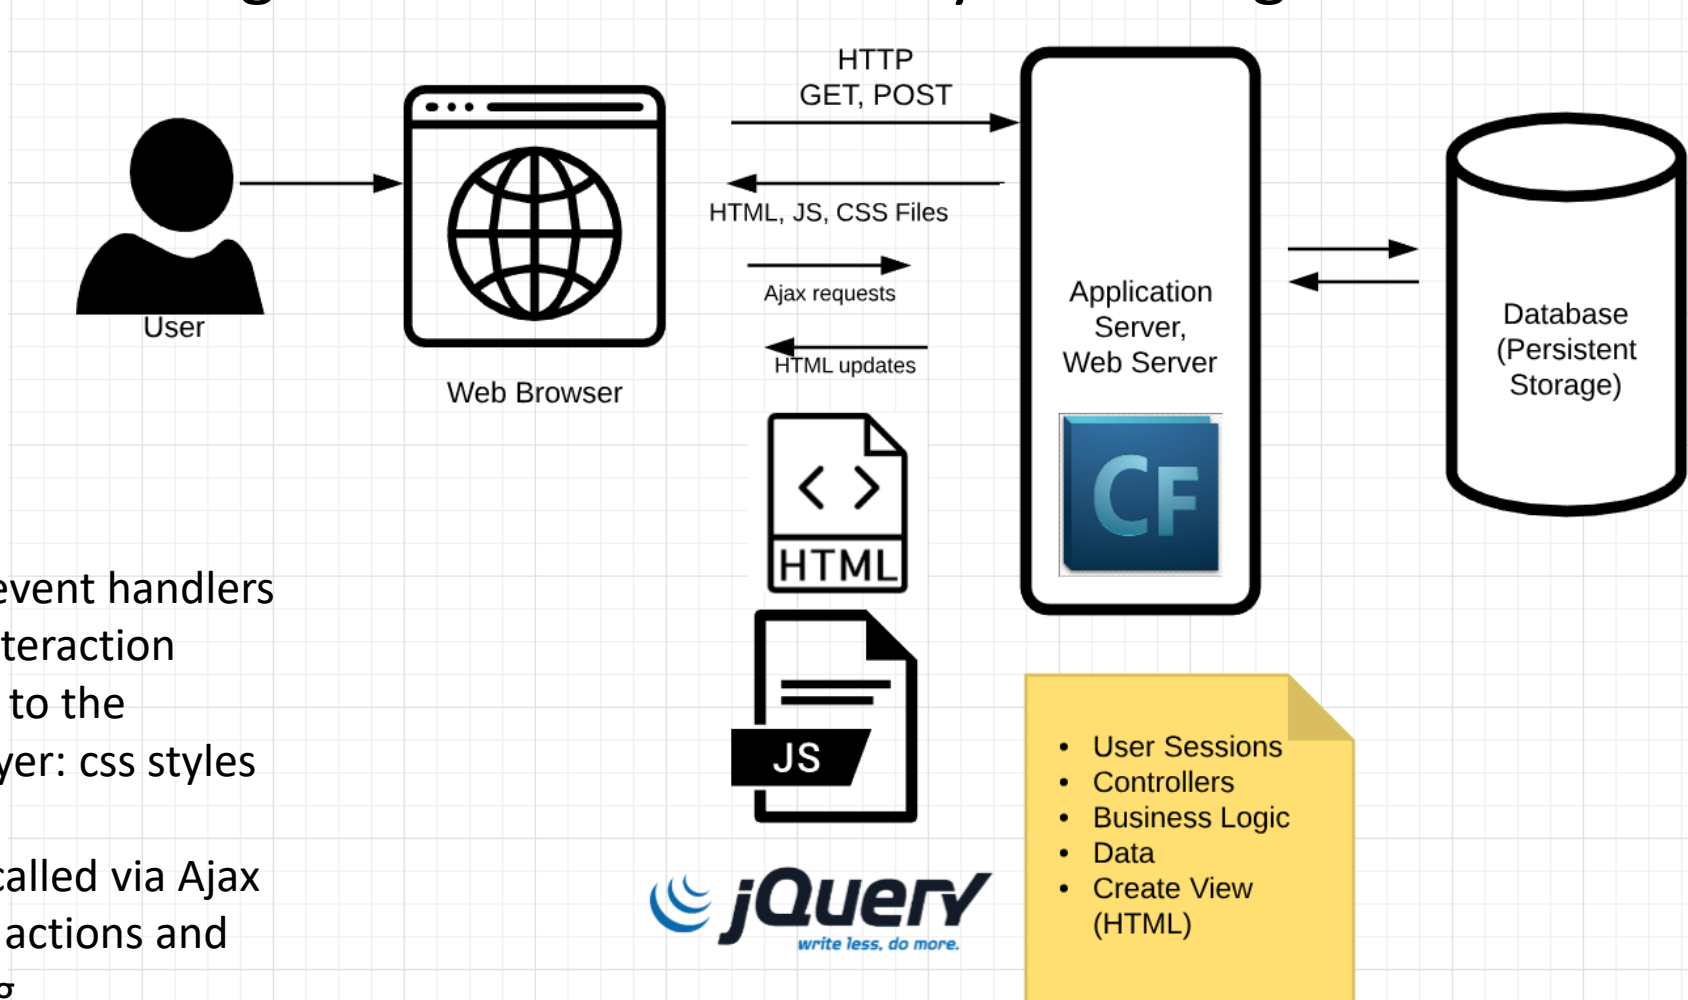 HTTP
GET, POST
HTML, JS, CSS Files
Ajax requests
HTML updates
User
Web Browser
Application
Server,
Web Server
CF
Database
(Persistent
Storage)
HTML
JS
jQuery
write less, do more.
event handlers
teraction
to the
yer: css styles
called via Ajax
actions and
• User Sessions
• Controllers
• Business Logic
• Data
• Create View
(HTML)